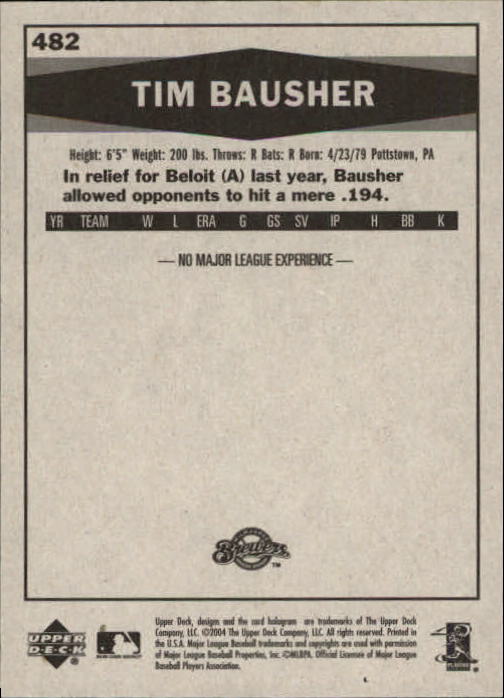 482
TIM BAUSHER
Height: 6'5" Weight: 200 lbs. Throws: R Bats: R Born: 4/23/79 Pottstown, PA
In relief for Beloit (A) last year, Bausher
allowed opponents to hit a mere .194.
YR TEAM W L ERA G GS SV IP H BB K
— NO MAJOR LEAGUE EXPERIENCE —
Brewers TM
Upper Deck, designs and the card hologram are trademarks of The Upper Deck
Company, LLC. ©2004 The Upper Deck Company, LLC. All rights reserved. Printed in
the U.S.A. Major League Baseball trademarks and copyrights are used with permission
of Major League Baseball Properties, Inc. ©MLBPA. Official Licensee of Major League
Baseball Players Association.
UPPER
DECK